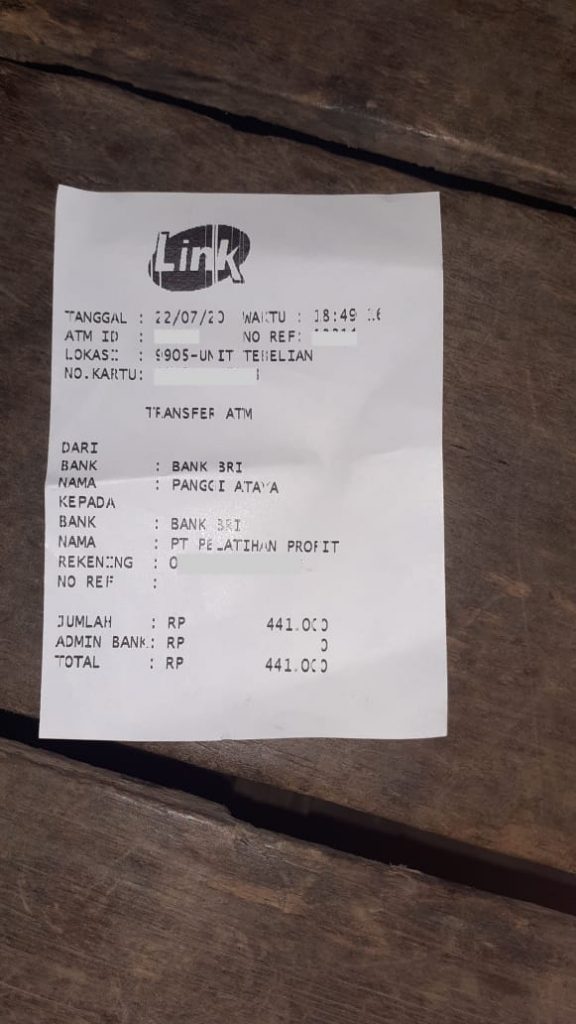 Link
TANGGAL : 22/07/20 WAKTU : 18:49
ATM ID : NO REF:
LOKASI : 9905-UNIT TEBELIAN
NO.KARTU:
TRANSFER ATM
DARI
BANK : BANK BRI
NAMA : PANGGI ATAYA
KEPADA
BANK : BANK BRI
NAMA : PT PELATIHAN PROFIT
REKENING : 0
NO REF :
JUMLAH : RP 441.000
ADMIN BANK: RP 0
TOTAL : RP 441.000